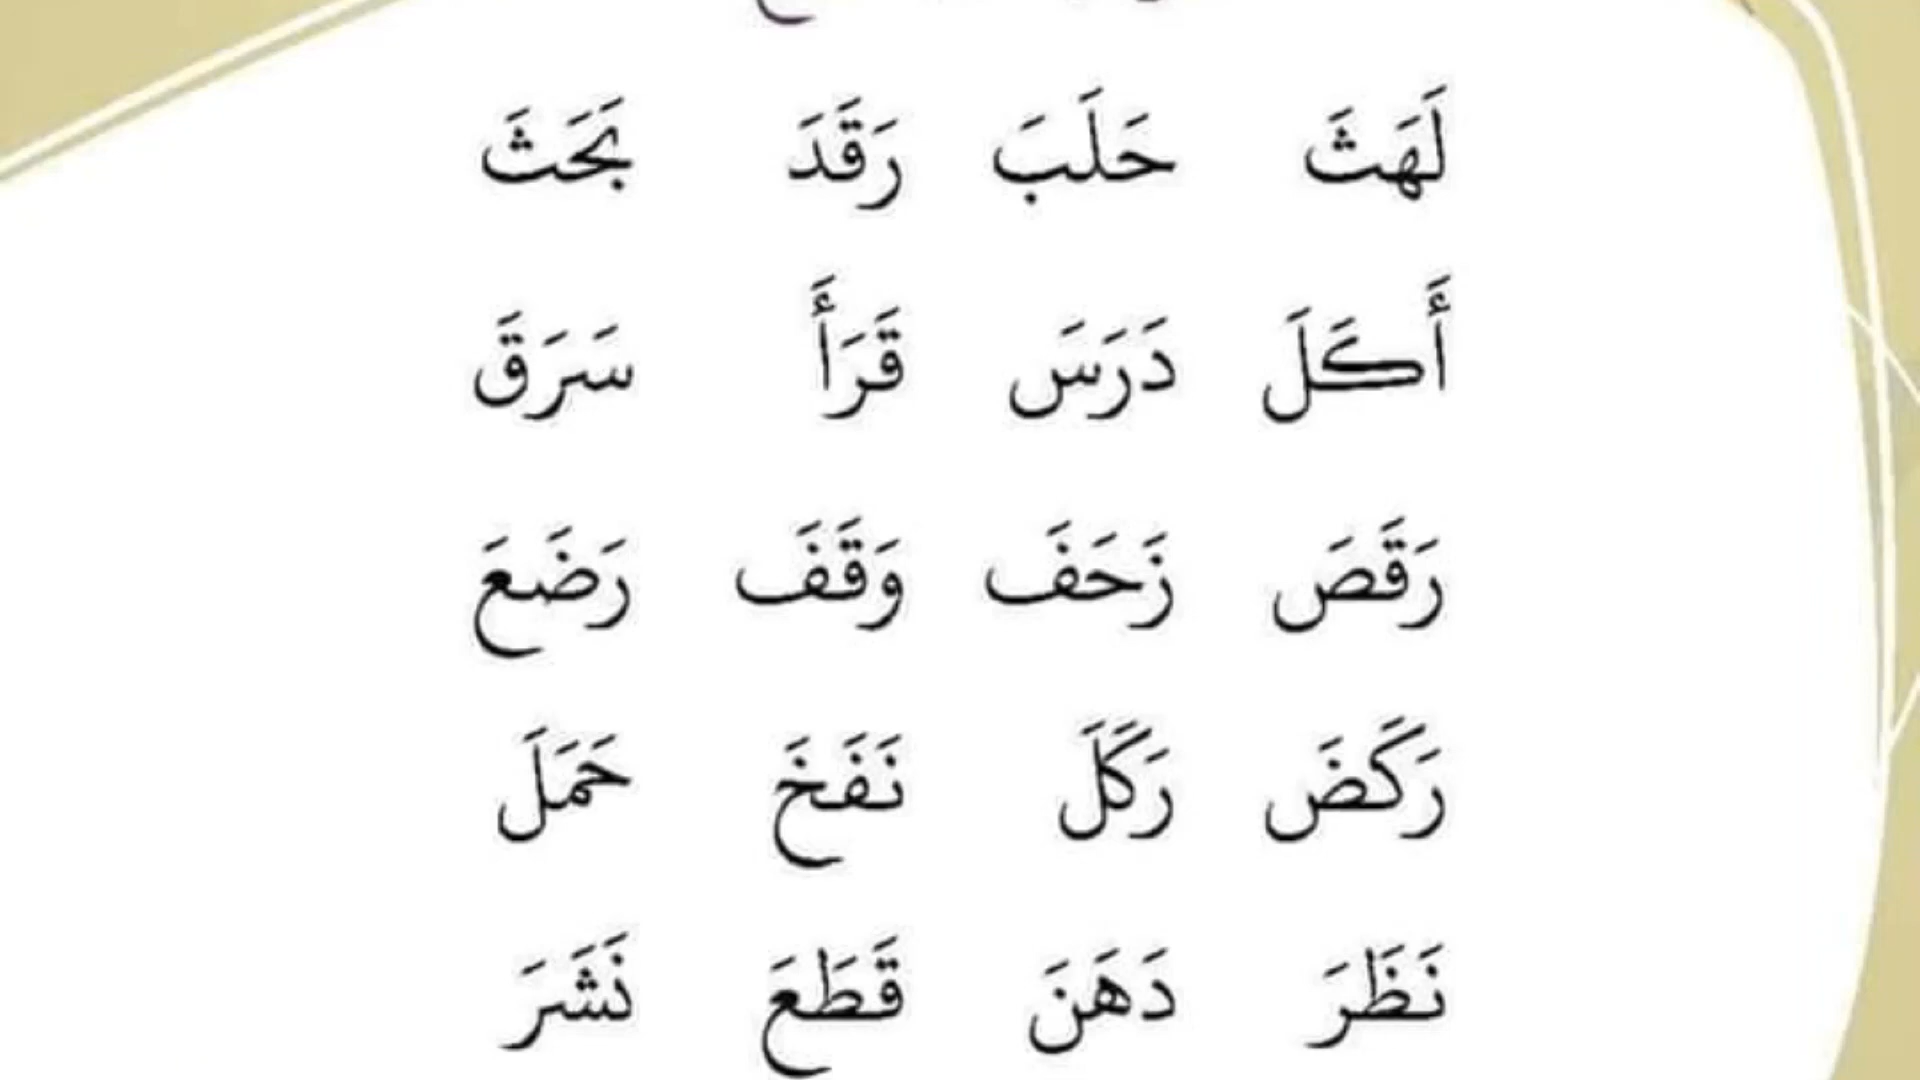 لَهَثَ حَلَبَ رَقَدَ بَحَثَ
أَكَلَ دَرَسَ قَرَأَ سَرَقَ
رَقَصَ زَحَفَ وَقَفَ رَضَعَ
رَكَضَ رَكَلَ نَفَخَ حَمَلَ
نَظَرَ دَهَنَ قَطَعَ نَشَرَ